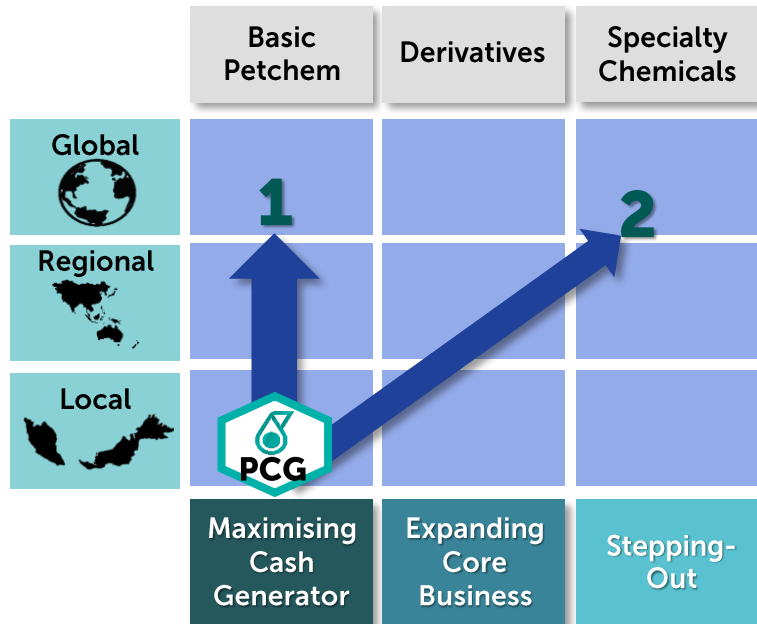 Basic
Petchem
Derivatives
Specialty
Chemicals
Global
1
2
Regional
Local
PCG
Maximising
Cash
Generator
Expanding
Core
Business
Stepping-
Out